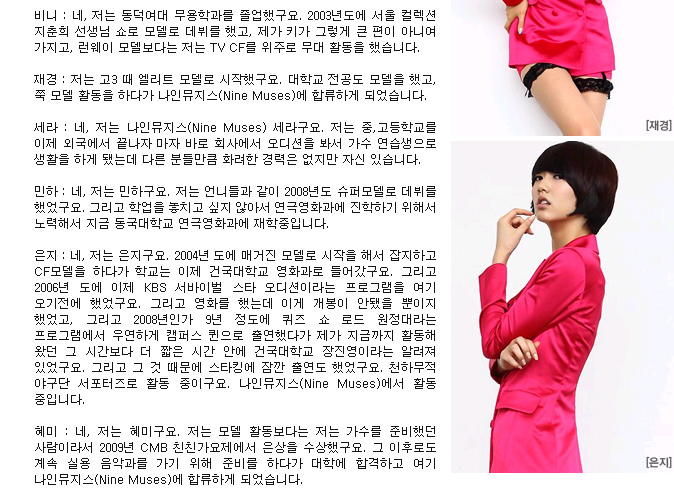 비니 : 네, 저는 동덕여대 무용학과를 졸업했구요. 2003년도에 서울 컬렉션
지춘희 선생님 쇼로 모델로 데뷔를 했고, 제가 키가 그렇게 큰 편이 아니여
가지고, 런웨이 모델보다는 저는 TV CF를 위주로 무대 활동을 했습니다.
재경 : 저는 고3 때 엘리트 모델로 시작했구요. 대학교 전공도 모델을 했고,
쭉 모델 활동을 하다가 나인뮤지스(Nine Muses)에 합류하게 되었습니다.
[재경]
세라 : 네, 저는 나인뮤지스(Nine Muses) 세라구요. 저는 중,고등학교를
이제 외국에서 끝나자 마자 바로 회사에서 오디션을 봐서 가수 연습생으로
생활을 하게 됐는데 다른 분들만큼 화려한 경력은 없지만 자신 있습니다.
민하 : 네, 저는 민하구요. 저는 언니들과 같이 2008년도 슈퍼모델로 데뷔를
했었구요. 그리고 학업을 놓치고 싶지 않아서 연극영화과에 진학하기 위해서
노력해서 지금 동국대학교 연극영화과에 재학중입니다.
은지 : 네, 저는 은지구요. 2004년 도에 매거진 모델로 시작을 해서 잡지하고
CF모델을 하다가 학교는 이제 건국대학교 영화과로 들어갔구요. 그리고
2006년 도에 이제 KBS 서바이벌 스타 오디션이라는 프로그램을 여기
오기전에 했었구요. 그리고 영화를 했는데 이게 개봉이 안됐을 뿐이지
했었고, 그리고 2008년인가 9년 정도에 퀴즈 쇼 로드 원정대라는
프로그램에서 우연하게 캠퍼스 퀸으로 출연했다가 제가 지금까지 활동해
왔던 그 시간보다 더 짧은 시간 안에 건국대학교 장진영이라는 알려져
있었구요. 그리고 그 것 때문에 스타킹에 잠깐 출연도 했었구요. 천하무적
야구단 서포터즈로 활동 중이구요. 나인뮤지스(Nine Muses)에서 활동
중입니다.
혜미 : 네, 저는 혜미구요. 저는 모델 활동보다는 저는 가수를 준비했던
사람이라서 2009년 CMB 친친가요제에서 은상을 수상했구요. 그 이후로도
계속 실용 음악과를 가기 위해 준비를 하다가 대학에 합격하고 여기
나인뮤지스(Nine Muses)에 합류하게 되었습니다.
[은지]